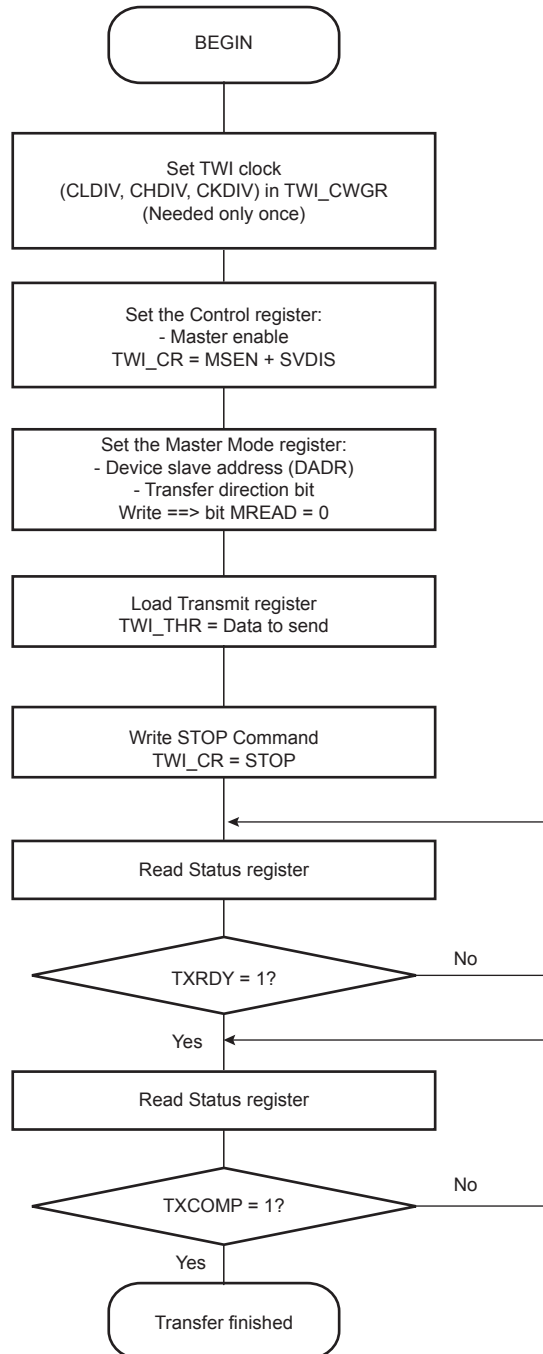 BEGIN
Set TWI clock
(CLDIV, CHDIV, CKDIV) in TWI_CWGR
(Needed only once)
Set the Control register:
- Master enable
TWI_CR = MSEN + SVDIS
Set the Master Mode register:
- Device slave address (DADR)
- Transfer direction bit
Write ==> bit MREAD = 0
Load Transmit register
TWI_THR = Data to send
Write STOP Command
TWI_CR = STOP
Read Status register
TXRDY = 1?
No
Yes
Read Status register
TXCOMP = 1?
No
Yes
Transfer finished